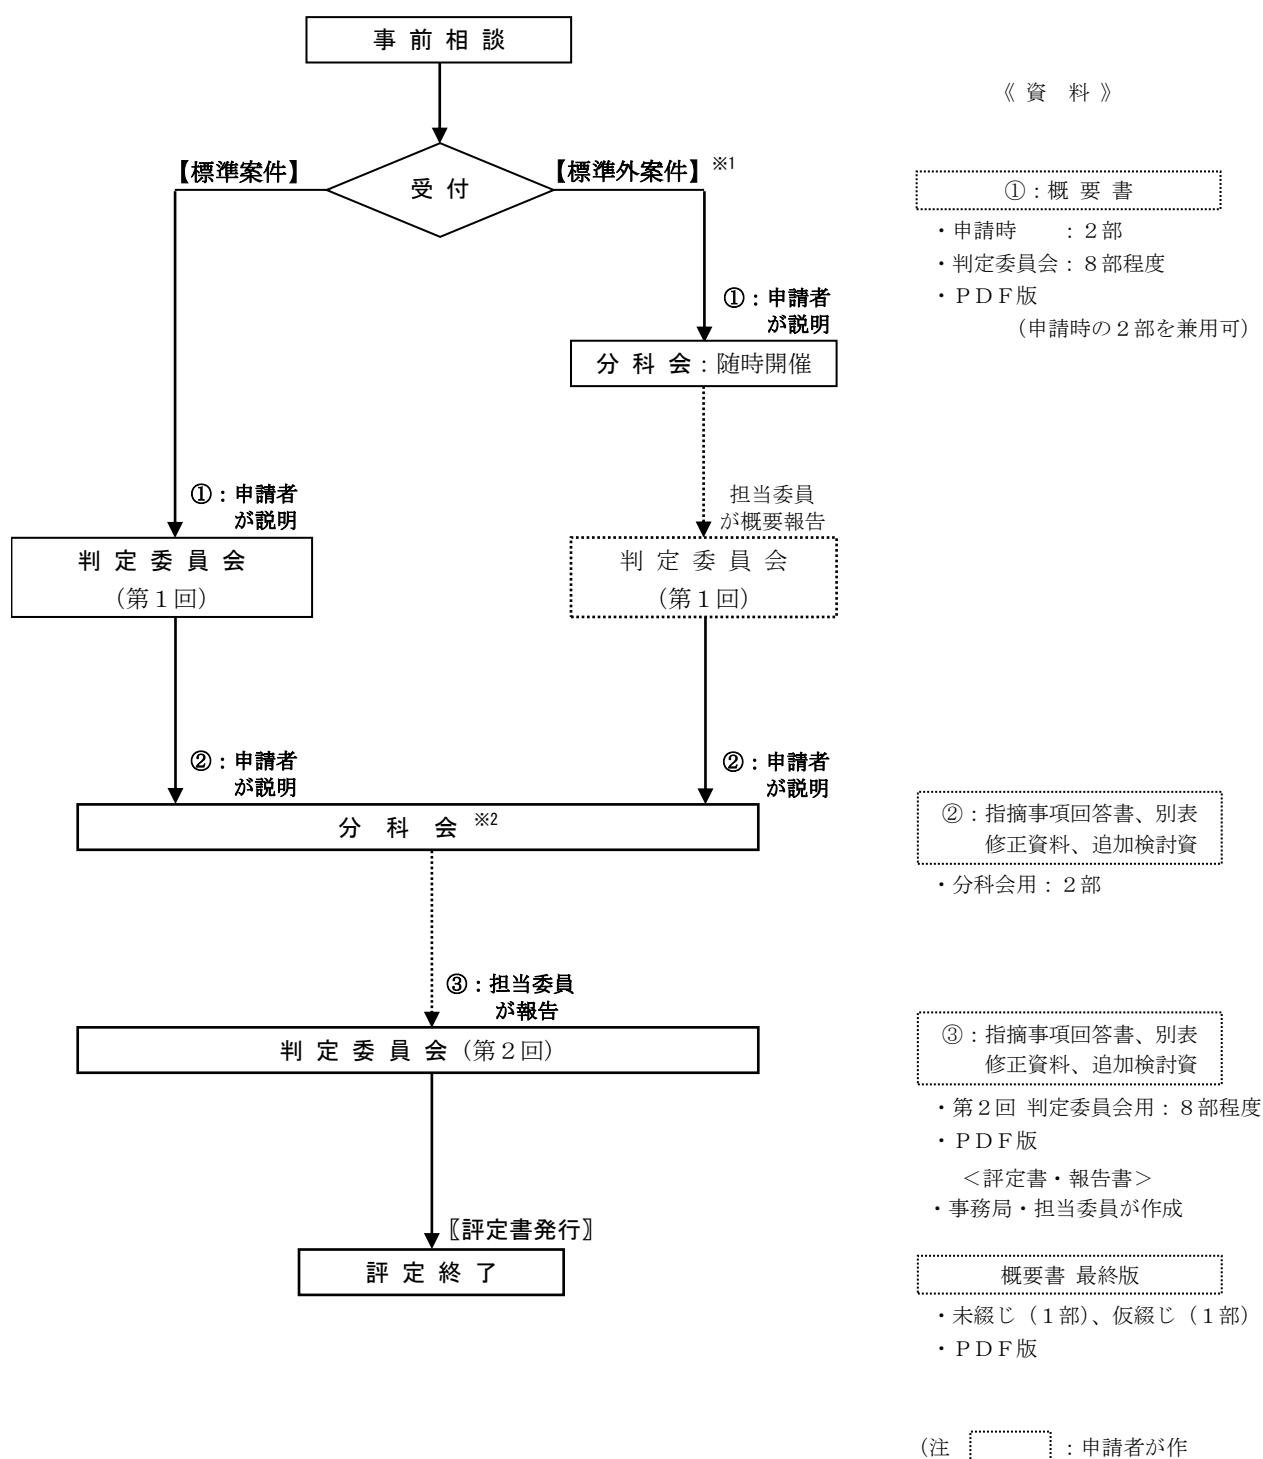 事前相談
《 資　料 》
【標準案件】
受付
【標準外案件】※1
①：概 要 書
・申請時　　：２部
・判定委員会：８部程度
・ＰＤＦ版
（申請時の２部を兼用可）
①：申請者
が説明
分 科 会：随時開催
①：申請者
が説明
担当委員
が概要報告
判 定 委 員 会
（第１回）
判 定 委 員 会
（第１回）
②：申請者
が説明
②：申請者
が説明
分　科　会 ※2
②：指摘事項回答書、別表
修正資料、追加検討資
・分科会用：２部
③：担当委員
が報告
判 定 委 員 会（第２回）
③：指摘事項回答書、別表
修正資料、追加検討資
・第２回 判定委員会用：８部程度
・ＰＤＦ版
＜評定書・報告書＞
・事務局・担当委員が作成
〖評定書発行〗
評 定 終 了
概要書 最終版
・未綴じ（１部）、仮綴じ（１部）
・ＰＤＦ版
（注　　　：申請者が作